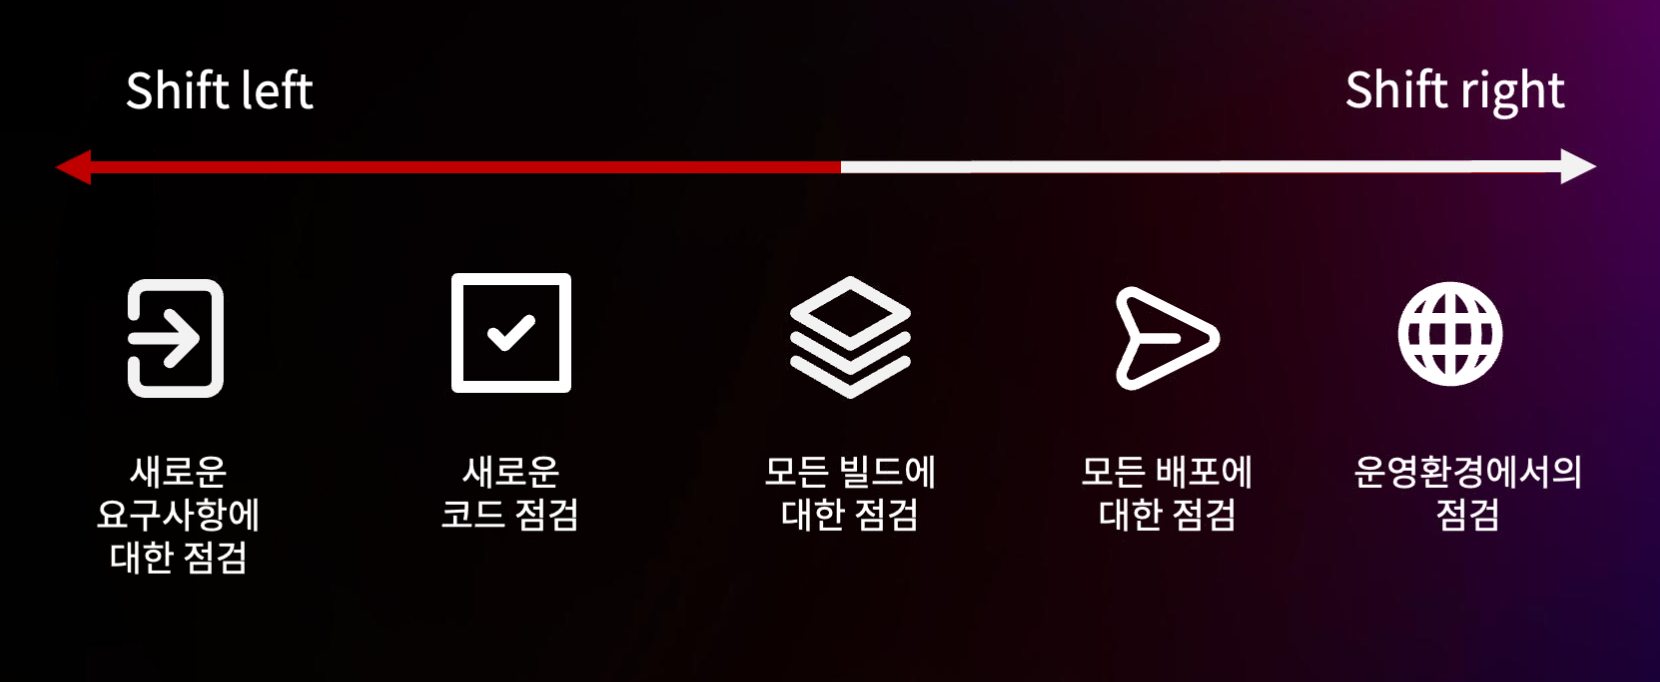 Shift left
Shift right
새로운
요구사항에
대한 점검
새로운
코드 점검
모든 빌드에
대한 점검
모든 배포에
대한 점검
운영환경에서의
점검